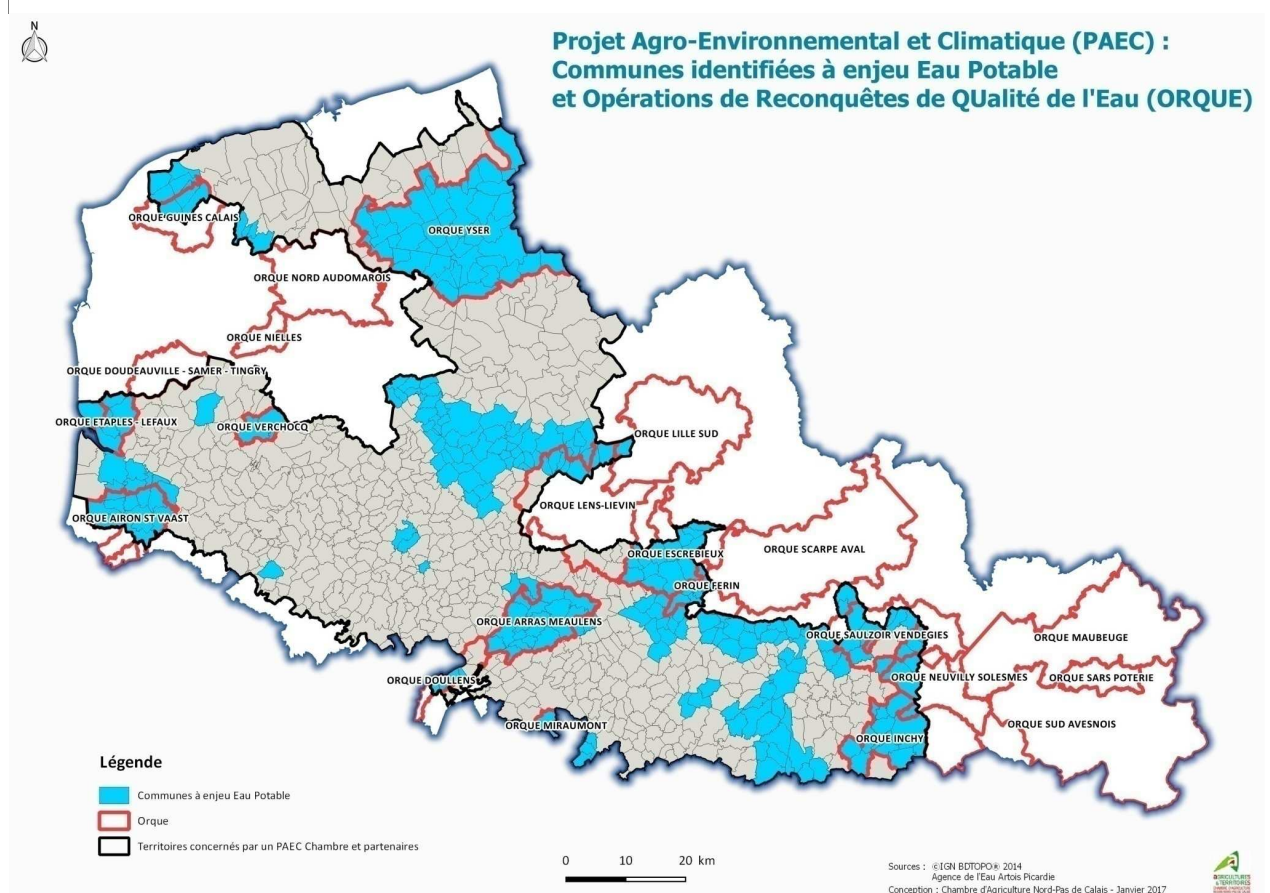 N
Projet Agro-Environnemental et Climatique (PAEC) :
Communes identifiées à enjeu Eau Potable
et Opérations de Reconquêtes de QUalité de l'Eau (ORQUE)
ORQUE GUINES CALAIS
ORQUE YSER
ORQUE NORD AUDOMAROIS
ORQUE NIELLES
ORQUE DOUDEAUVILLE - SAMER - TINGRY
ORQUE ETAPLES - LEFAUX
ORQUE VERCHOCQ
ORQUE LILLE SUD
ORQUE LENS-LIEVIN
ORQUE AIRON ST VAAST
ORQUE ESCREBIEUX
ORQUE SCARPE AVAL
ORQUE FERIN
ORQUE ARRAS MEAULENS
ORQUE SAULZOIR VENDEGIES
ORQUE MAUBEUGE
ORQUE DOULLENS
ORQUE NEUVILLY SOLESMES
ORQUE SARS POTERIE
ORQUE MIRAUMONT
ORQUE SUD AVESNOIS
ORQUE INCHY
Légende
Communes à enjeu Eau Potable
Orque
Territoires concernés par un PAEC Chambre et partenaires
0 10 20 km
Sources : ©IGN BDTOPO® 2014
Agence de l'Eau Artois Picardie
Conception : Chambre d'Agriculture Nord-Pas de Calais - Janvier 2017
AGRICULTURES
& TERRITOIRES